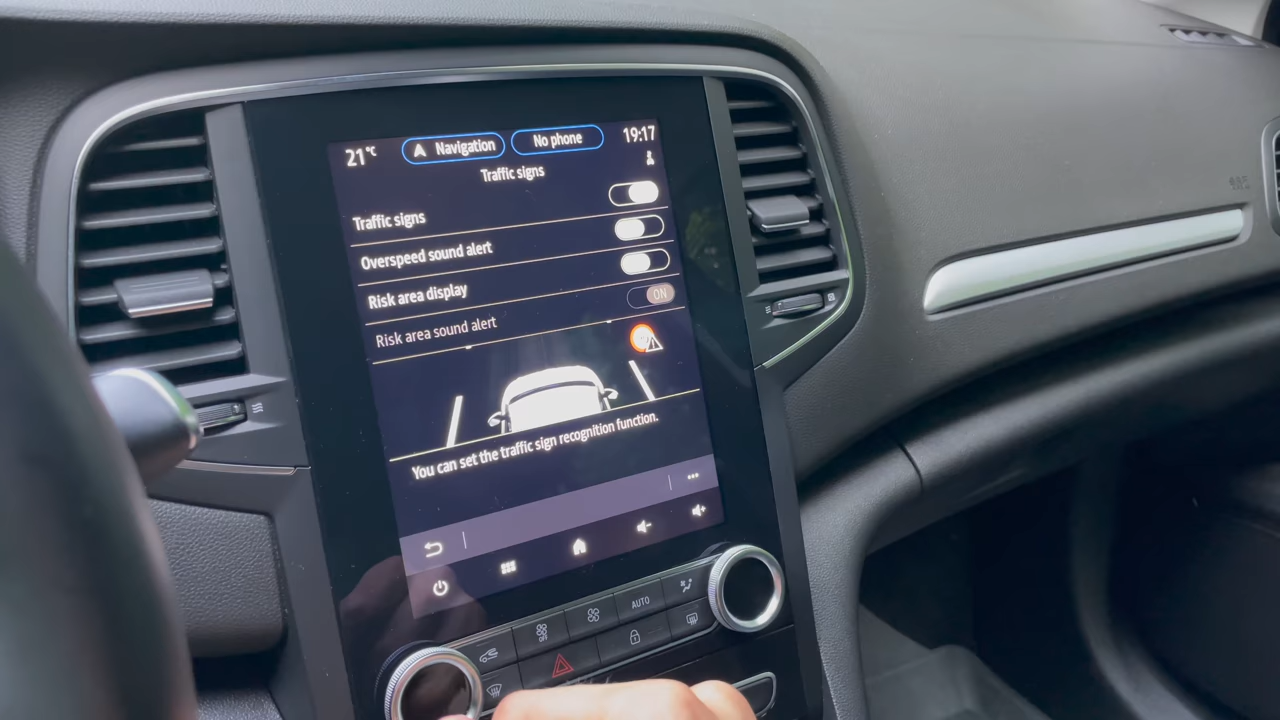 21°C Navigation No phone 19:17
Traffic signs
Traffic signs
Overspeed sound alert
Risk area display
Risk area sound alert ON
You can set the traffic sign recognition function.
OFF AUTO